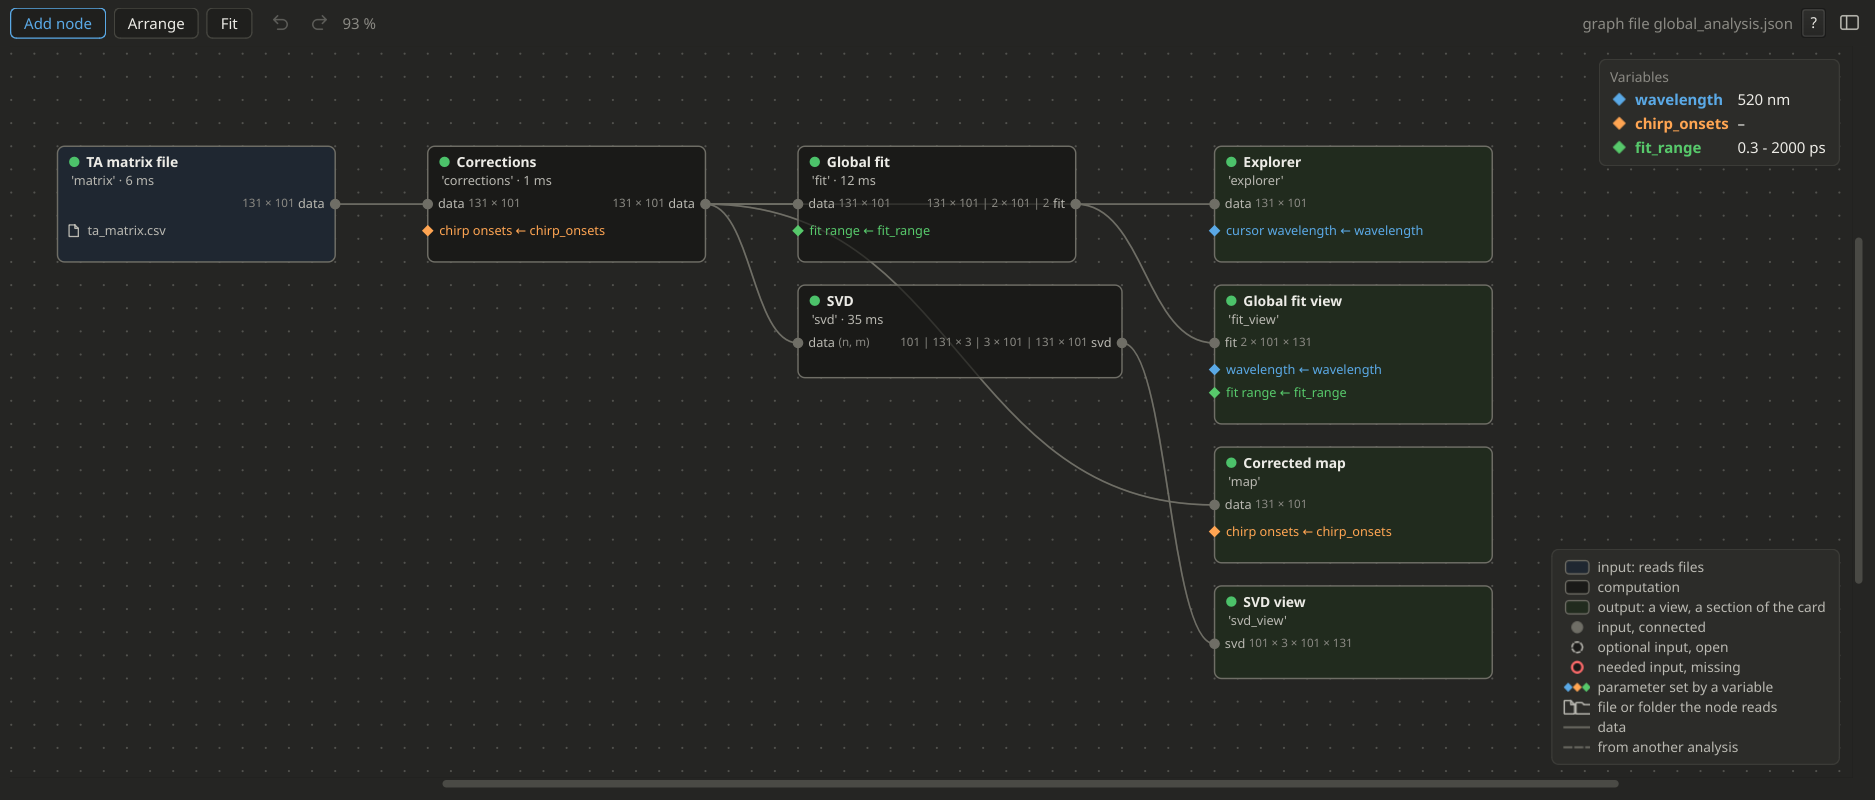 Add node Arrange Fit 93 % graph file global_analysis.json ?
Variables
wavelength 520 nm
chirp_onsets –
fit_range 0.3 - 2000 ps
TA matrix file
'matrix' · 6 ms
131 × 101 data
ta_matrix.csv
Corrections
'corrections' · 1 ms
data 131 × 101 131 × 101 data
chirp onsets ← chirp_onsets
Global fit
'fit' · 12 ms
data 131 × 101 131 × 101 | 2 × 101 | 2 fit
fit range ← fit_range
SVD
'svd' · 35 ms
data (n, m) 101 | 131 × 3 | 3 × 101 | 131 × 101 svd
Explorer
'explorer'
data 131 × 101
cursor wavelength ← wavelength
Global fit view
'fit_view'
fit 2 × 101 × 131
wavelength ← wavelength
fit range ← fit_range
Corrected map
'map'
data 131 × 101
chirp onsets ← chirp_onsets
SVD view
'svd_view'
svd 101 × 3 × 101 × 131
input: reads files
computation
output: a view, a section of the card
input, connected
optional input, open
needed input, missing
parameter set by a variable
file or folder the node reads
data
from another analysis